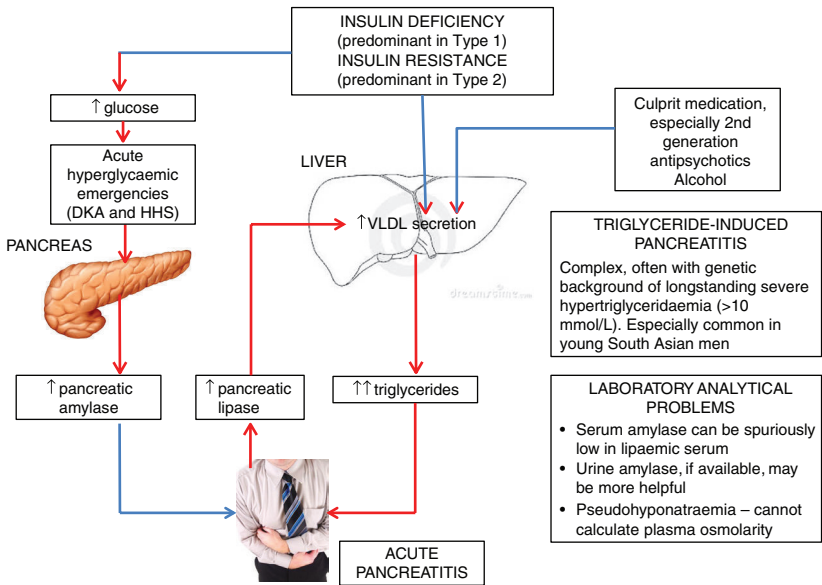 INSULIN DEFICIENCY
(predominant in Type 1)
INSULIN RESISTANCE
(predominant in Type 2)
↑ glucose
Acute
hyperglycaemic
emergencies
(DKA and HHS)
PANCREAS
LIVER
↑VLDL secretion
Culprit medication,
especially 2nd
generation
antipsychotics
Alcohol
dreamstime.com
TRIGLYCERIDE-INDUCED
PANCREATITIS
Complex, often with genetic
background of longstanding severe
hypertriglyceridaemia (>10
mmol/L). Especially common in
young South Asian men
↑ pancreatic
amylase
↑ pancreatic
lipase
↑↑ triglycerides
LABORATORY ANALYTICAL
PROBLEMS
• Serum amylase can be spuriously
low in lipaemic serum
• Urine amylase, if available, may
be more helpful
• Pseudohyponatraemia – cannot
calculate plasma osmolarity
ACUTE
PANCREATITIS